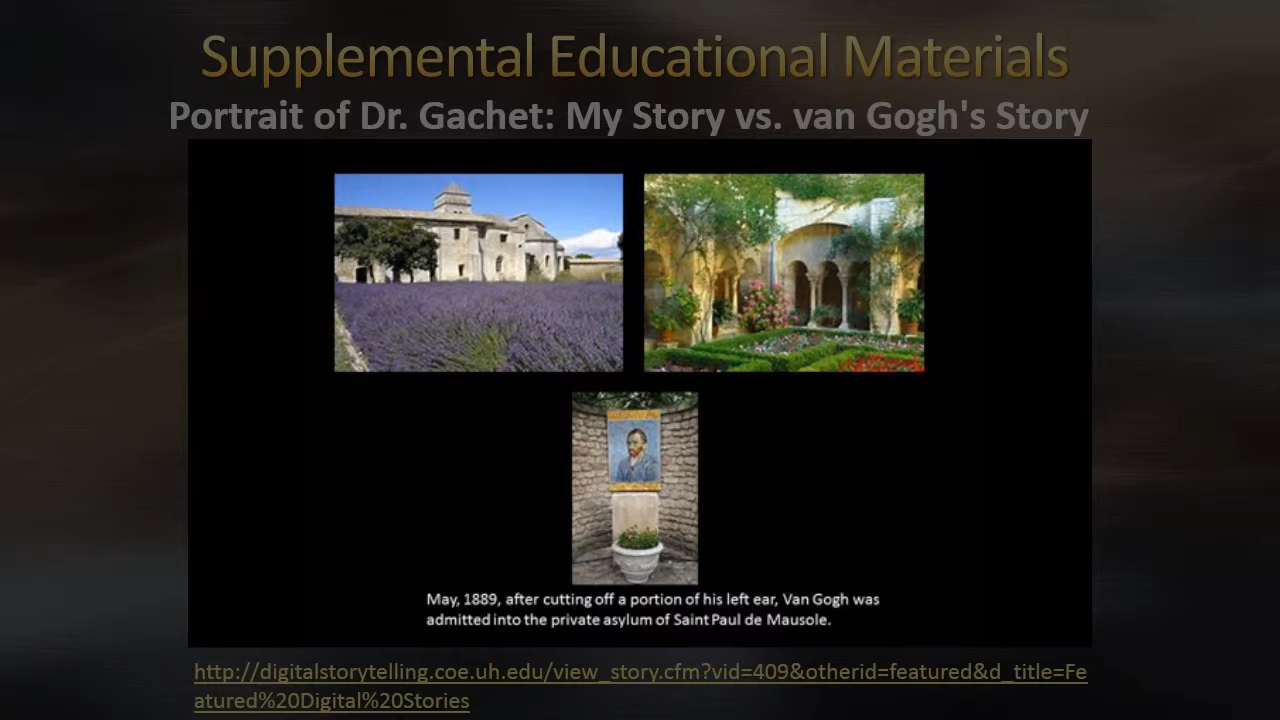 Supplemental Educational Materials
Portrait of Dr. Gachet: My Story vs. van Gogh's Story
May, 1889, after cutting off a portion of his left ear, Van Gogh was
admitted into the private asylum of Saint Paul de Mausole.
http://digitalstorytelling.coe.uh.edu/view_story.cfm?vid=409&otherid=featured&d_title=Fe
atured%20Digital%20Stories